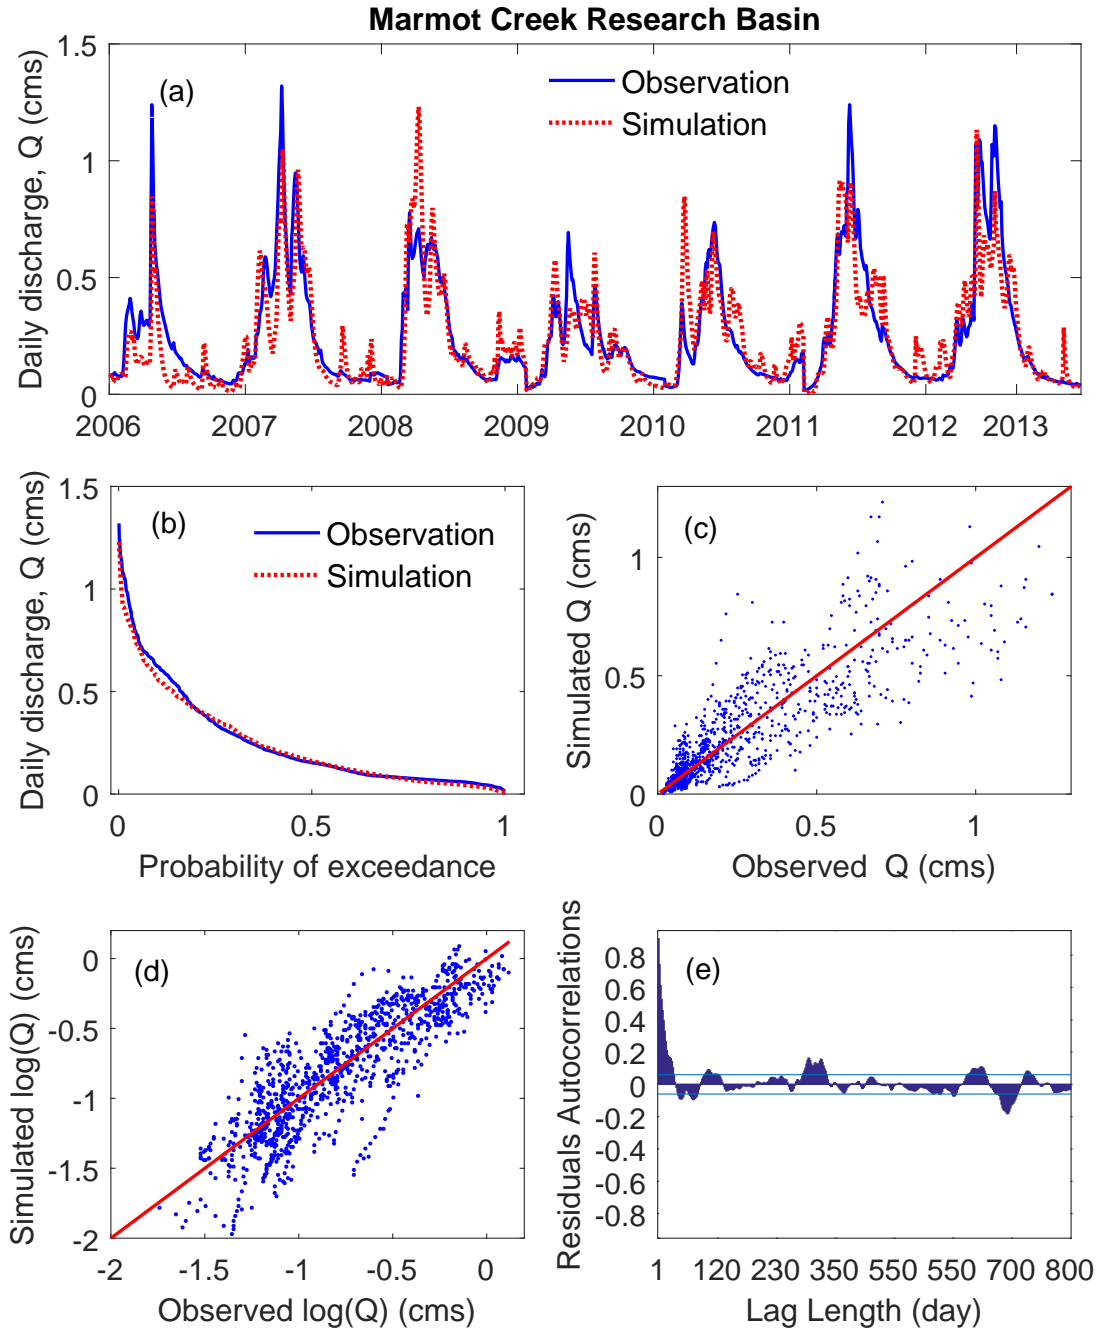 Marmot Creek Research Basin
Daily discharge, Q (cms)
1.5
1
0.5
0
(a)
Observation
Simulation
2006 2007 2008 2009 2010 2011 2012 2013
Daily discharge, Q (cms)
1.5
1
0.5
0
(b)
Observation
Simulation
0 0.5 1
Probability of exceedance
Simulated Q (cms)
1
0.5
0
(c)
0 0.5 1
Observed Q (cms)
Simulated log(Q) (cms)
0
-0.5
-1
-1.5
-2
(d)
-2 -1.5 -1 -0.5 0
Observed log(Q) (cms)
Residuals Autocorrelations
0.8
0.6
0.4
0.2
0
-0.2
-0.4
-0.6
-0.8
(e)
1 120 230 350 550 550 700 800
Lag Length (day)